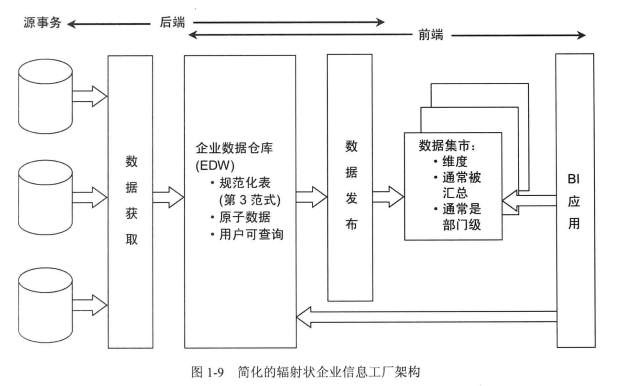 源事务
后端
前端
数
据
获
取
企业数据仓库
(EDW)
·规范化表
(第 3 范式)
·原子数据
·用户可查询
数
据
发
布
数据集市：
·维度
·通常被
汇总
·通常是
部门级
BI
应
用
图 1-9 简化的辐射状企业信息工厂架构